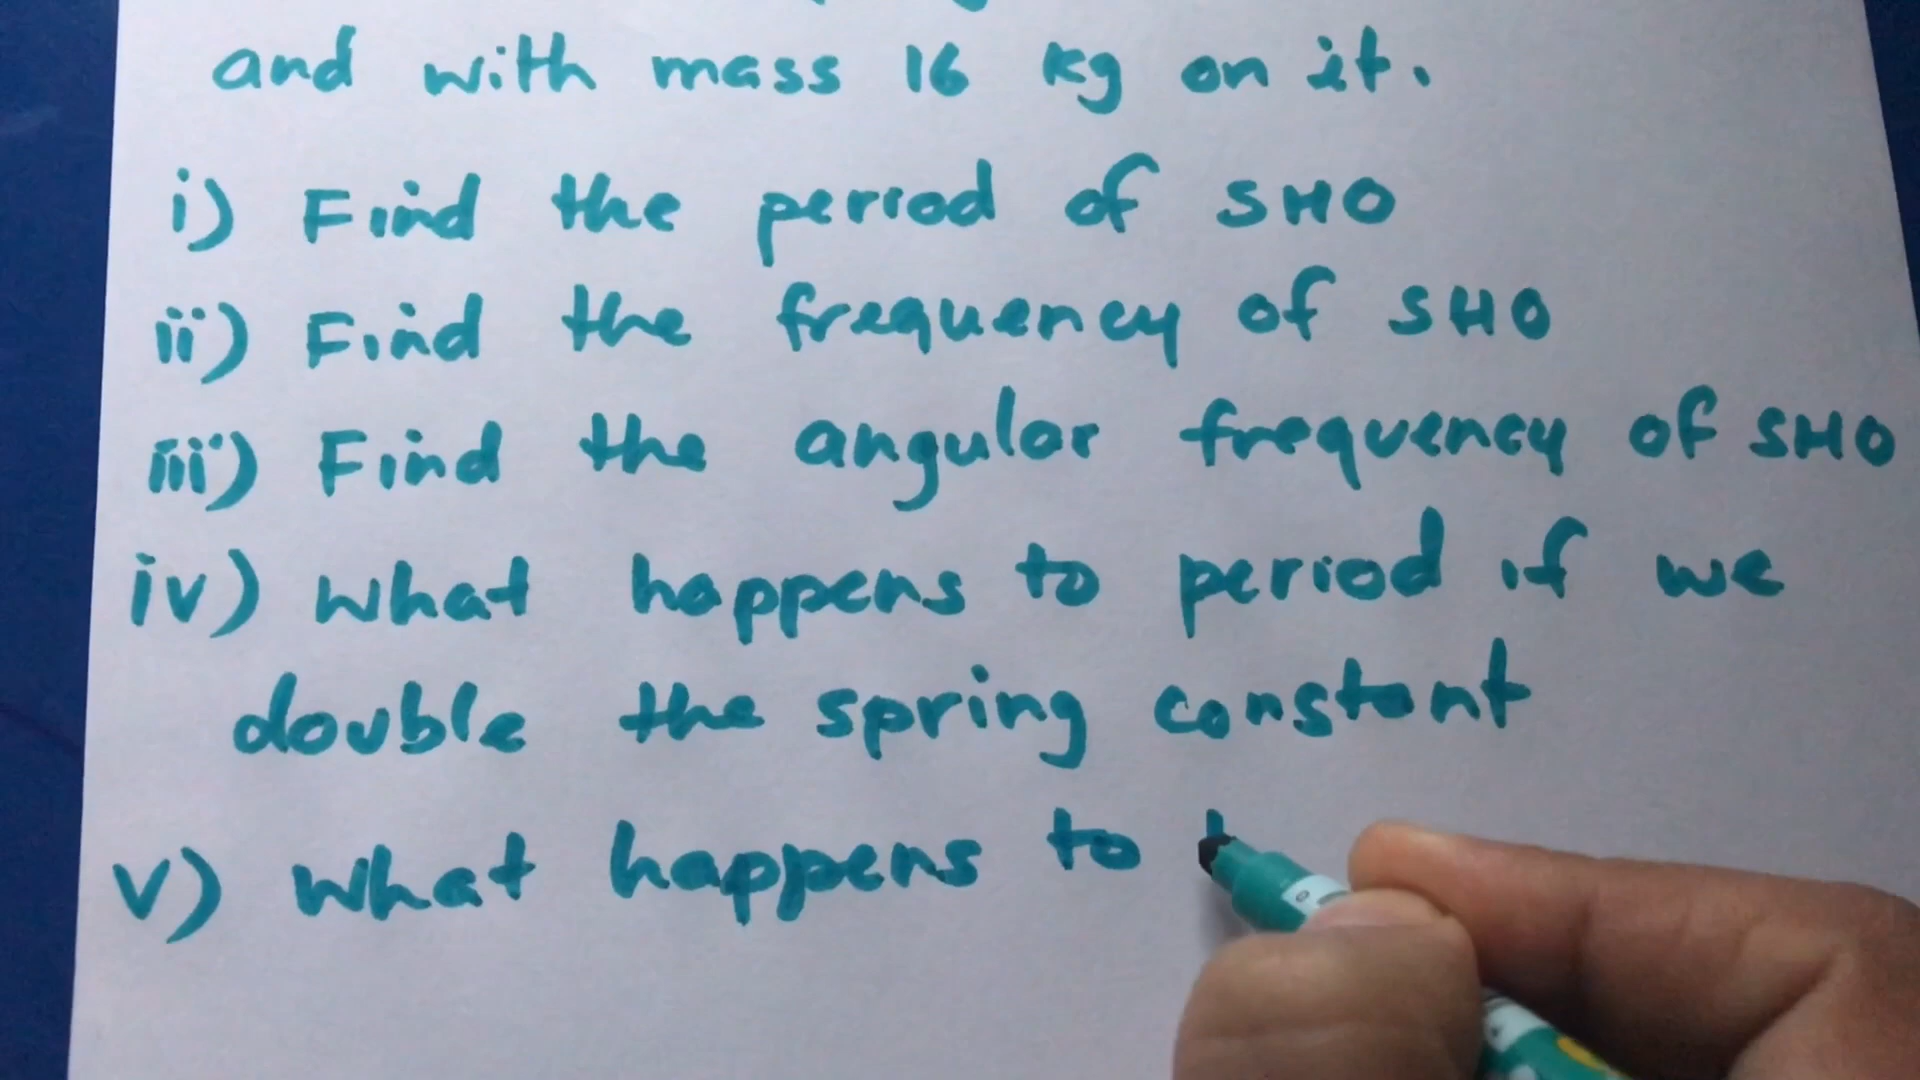 and with mass 16 kg on it.
i) Find the period of SHO
ii) Find the frequency of SHO
iii) Find the angular frequency of SHO
iv) What happens to period if we
double the spring constant
v) What happens to